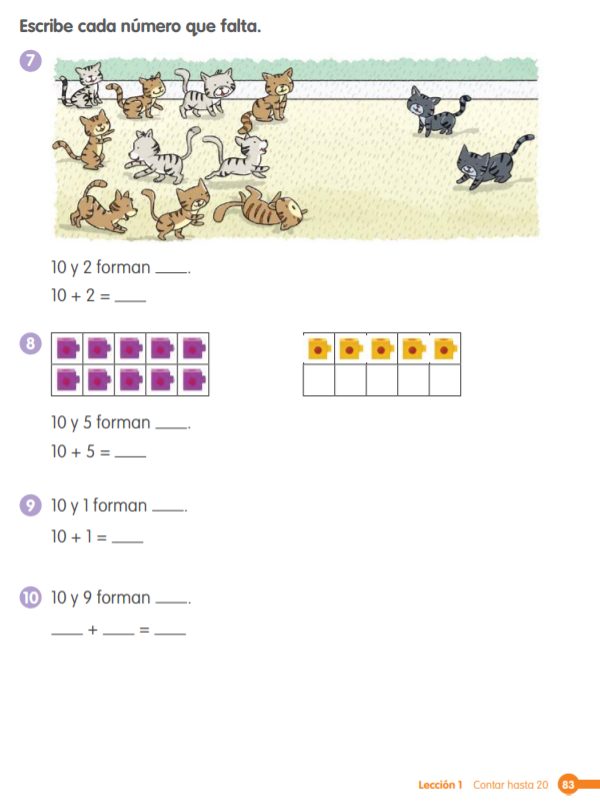 Escribe cada número que falta.
7
10 y 2 forman ____.
10 + 2 = ____
8
10 y 5 forman ____.
10 + 5 = ____
9 10 y 1 forman ____.
10 + 1 = ____
10 10 y 9 forman ____.
____ + ____ = ____
Lección 1 Contar hasta 20 83